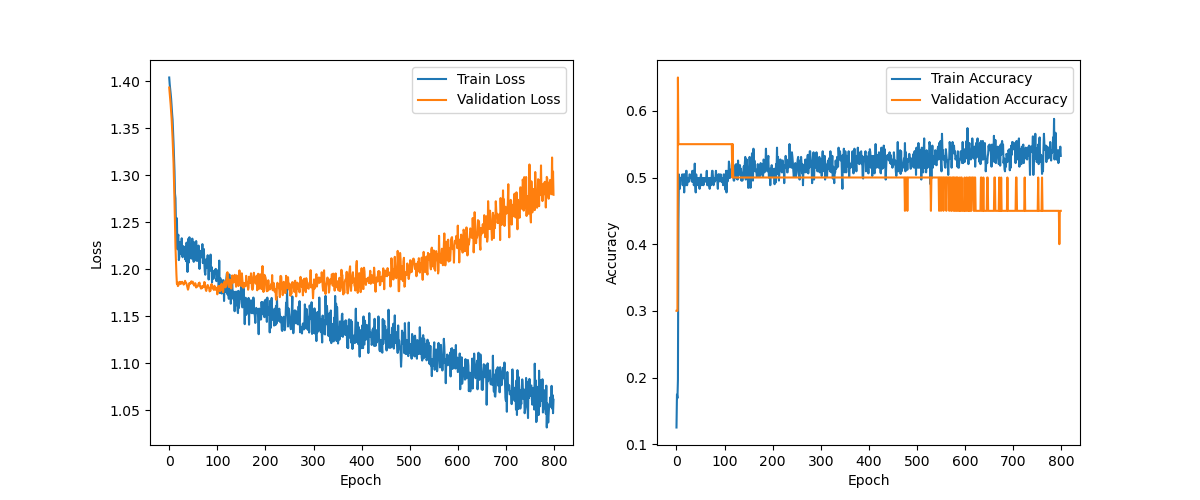 1.40
1.35
1.30
1.25
1.20
1.15
1.10
1.05
Loss
0 100 200 300 400 500 600 700 800
Epoch
Train Loss
Validation Loss
0.6
0.5
0.4
0.3
0.2
0.1
Accuracy
0 100 200 300 400 500 600 700 800
Epoch
Train Accuracy
Validation Accuracy